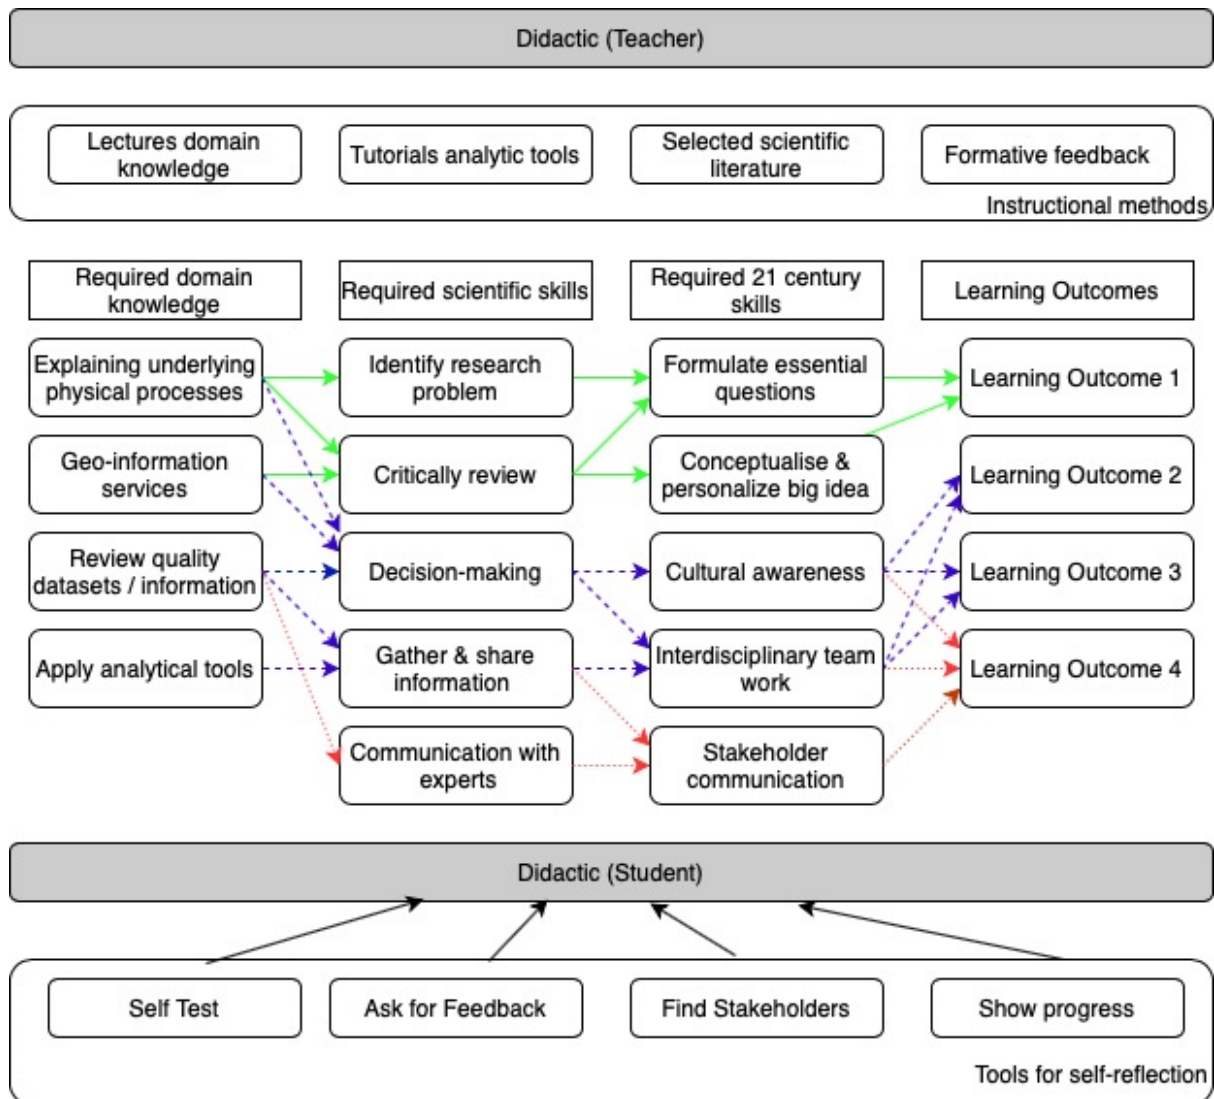 Didactic (Teacher)
Lectures domain
knowledge
Tutorials analytic tools
Selected scientific
literature
Formative feedback
Instructional methods
Required domain
knowledge
Required scientific skills
Required 21 century
skills
Learning Outcomes
Explaining underlying
physical processes
Identify research
problem
Formulate essential
questions
Learning Outcome 1
Geo-information
services
Critically review
Conceptualise &
personalize big idea
Learning Outcome 2
Review quality
datasets / information
Decision-making
Cultural awareness
Learning Outcome 3
Apply analytical tools
Gather & share
information
Interdisciplinary team
work
Learning Outcome 4
Communication with
experts
Stakeholder
communication
Didactic (Student)
Self Test
Ask for Feedback
Find Stakeholders
Show progress
Tools for self-reflection